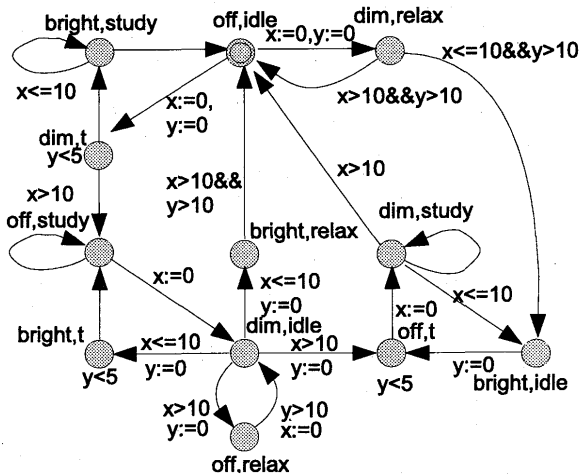 bright,study
off,idle
dim,relax
x:=0,y:=0
x<=10&&y>10
x<=10
x:=0,
y:=0
x>10&&y>10
dim,t
y<5
x>10&&
y>10
x>10
x>10
off,study
dim,study
bright,relax
x:=0
x<=10
y:=0
x<=10
x:=0
off,t
dim,idle
bright,t
x<=10
y:=0
x>10
y:=0
y:=0
y<5
y<5
bright,idle
x>10
y:=0
y>10
x:=0
off,relax